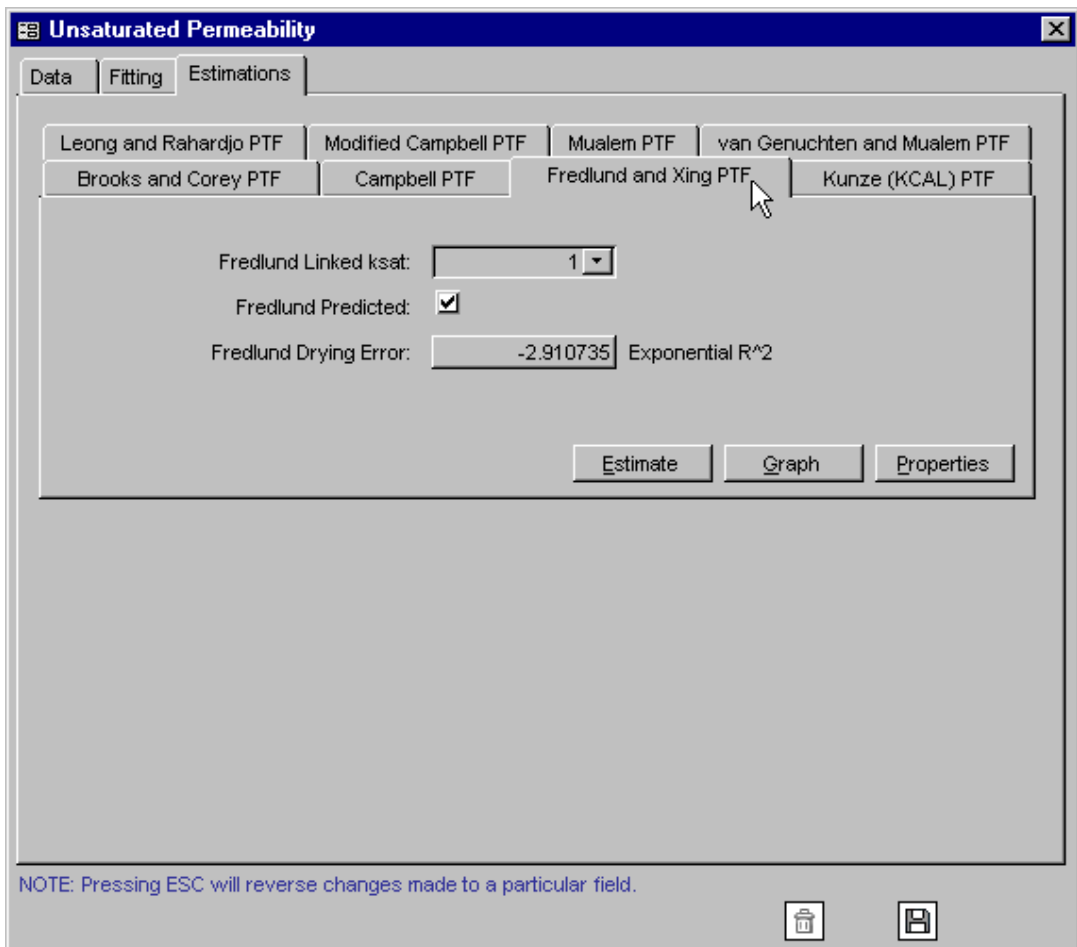 Unsaturated Permeability
Data Fitting Estimations
Leong and Rahardjo PTF Modified Campbell PTF Mualem PTF van Genuchten and Mualem PTF
Brooks and Corey PTF Campbell PTF Fredlund and Xing PTF Kunze (KCAL) PTF
Fredlund Linked ksat: 1
Fredlund Predicted:
Fredlund Drying Error: -2.910735 Exponential R^2
Estimate Graph Properties
NOTE: Pressing ESC will reverse changes made to a particular field.